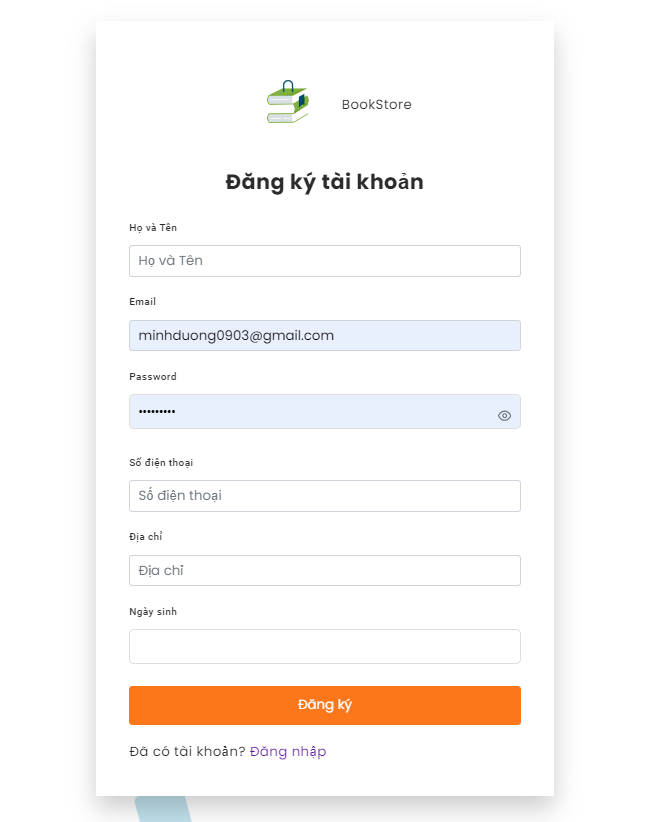 BookStore
Đăng ký tài khoản
Họ và Tên
Họ và Tên
Email
minhduong0903@gmail.com
Password
•••••••••
Số điện thoại
Số điện thoại
Địa chỉ
Địa chỉ
Ngày sinh
Đăng ký
Đã có tài khoản? Đăng nhập